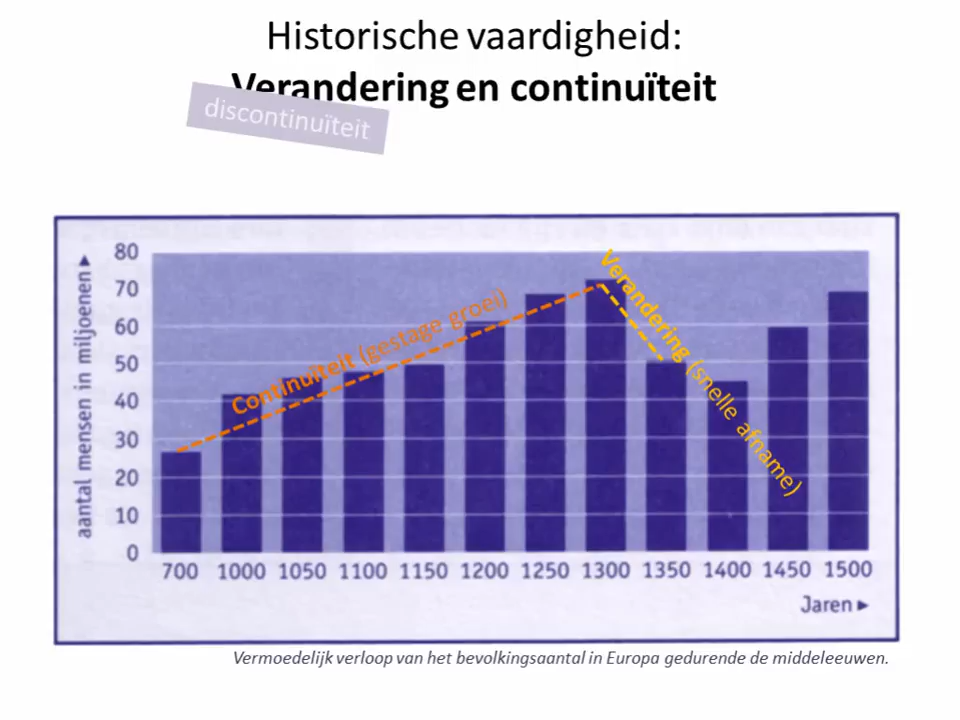 Historische vaardigheid:
Verandering en continuïteit
discontinuïteit
aantal mensen in miljoenen ▶
80
70
60
50
40
30
20
10
0
Continuïteit (gestage groei)
Verandering (snelle afname)
700 1000 1050 1100 1150 1200 1250 1300 1350 1400 1450 1500
Jaren ▶
Vermoedelijk verloop van het bevolkingsaantal in Europa gedurende de middeleeuwen.